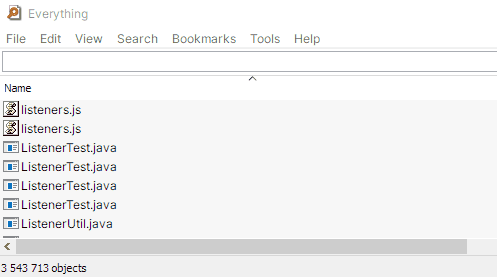 Everything
File Edit View Search Bookmarks Tools Help
Name
listeners.js
listeners.js
ListenerTest.java
ListenerTest.java
ListenerTest.java
ListenerTest.java
ListenerUtil.java
3 543 713 objects